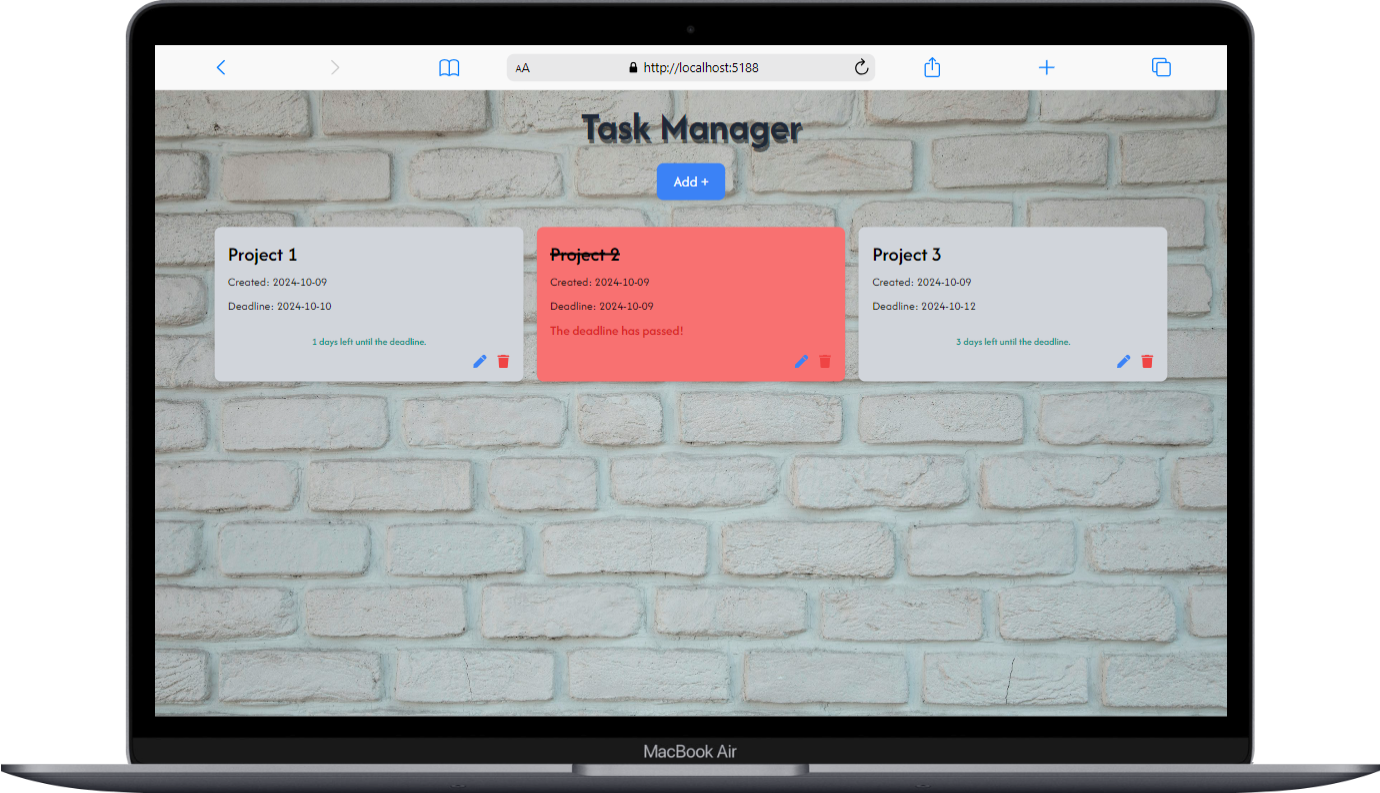 AA
http://localhost:5188
Task Manager
Add +
Project 1
Created: 2024-10-09
Deadline: 2024-10-10
1 days left until the deadline.
Project 2
Created: 2024-10-09
Deadline: 2024-10-09
The deadline has passed!
Project 3
Created: 2024-10-09
Deadline: 2024-10-12
3 days left until the deadline.
MacBook Air